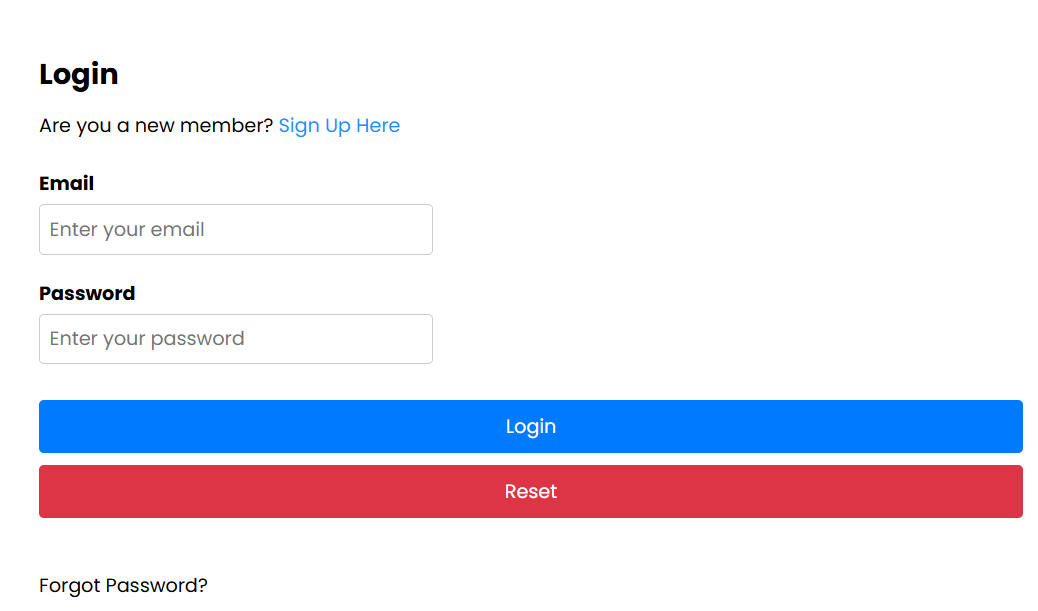 Login
Are you a new member? Sign Up Here
Email
Enter your email
Password
Enter your password
Login
Reset
Forgot Password?